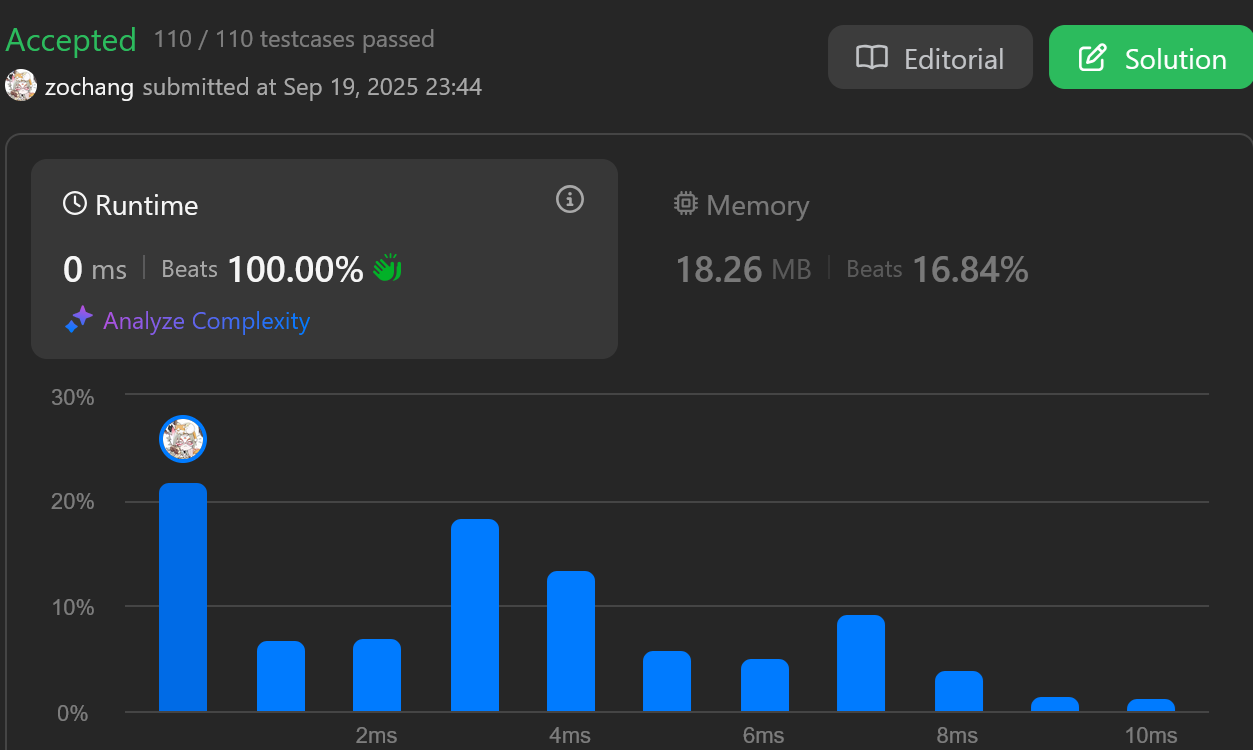 Accepted 110 / 110 testcases passed
zochang submitted at Sep 19, 2025 23:44
Editorial
Solution
Runtime
0 ms Beats 100.00%
Analyze Complexity
Memory
18.26 MB Beats 16.84%
30%
20%
10%
0%
2ms 4ms 6ms 8ms 10ms